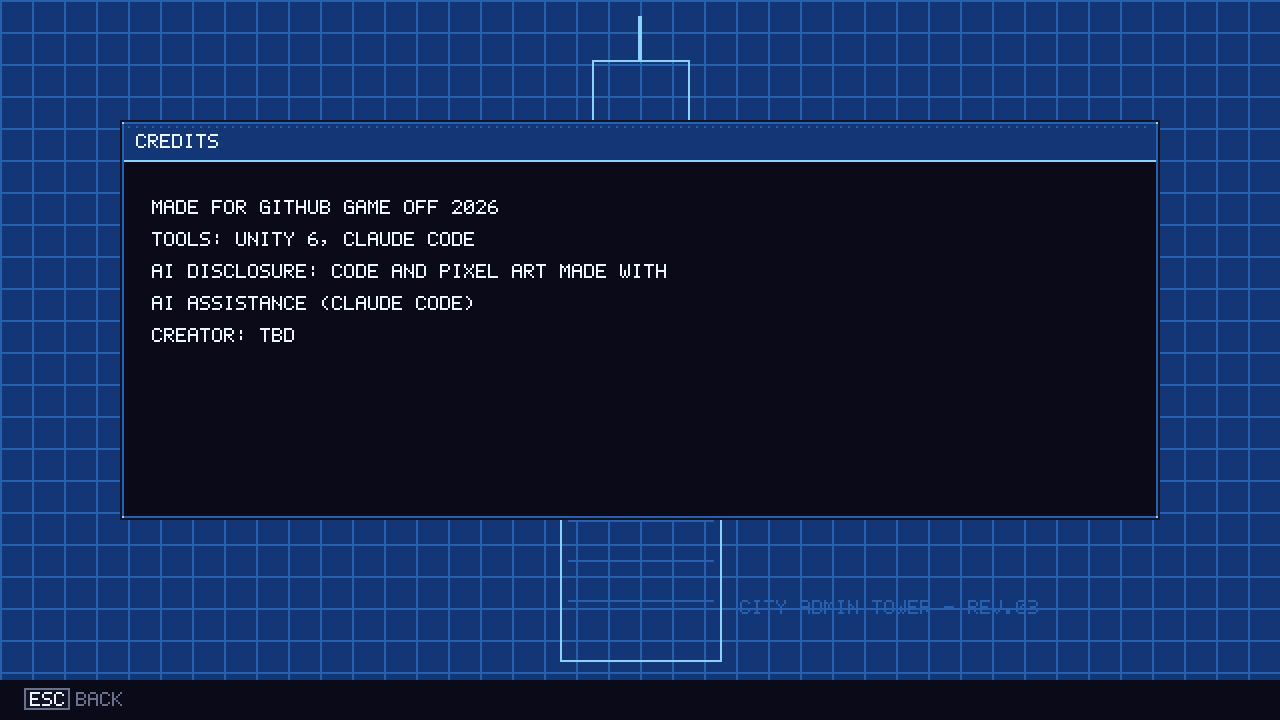 CREDITS
MADE FOR GITHUB GAME OFF 2026
TOOLS: UNITY 6, CLAUDE CODE
AI DISCLOSURE: CODE AND PIXEL ART MADE WITH
AI ASSISTANCE (CLAUDE CODE)
CREATOR: TBD
CITY ADMIN TOWER - REV.03
ESC BACK